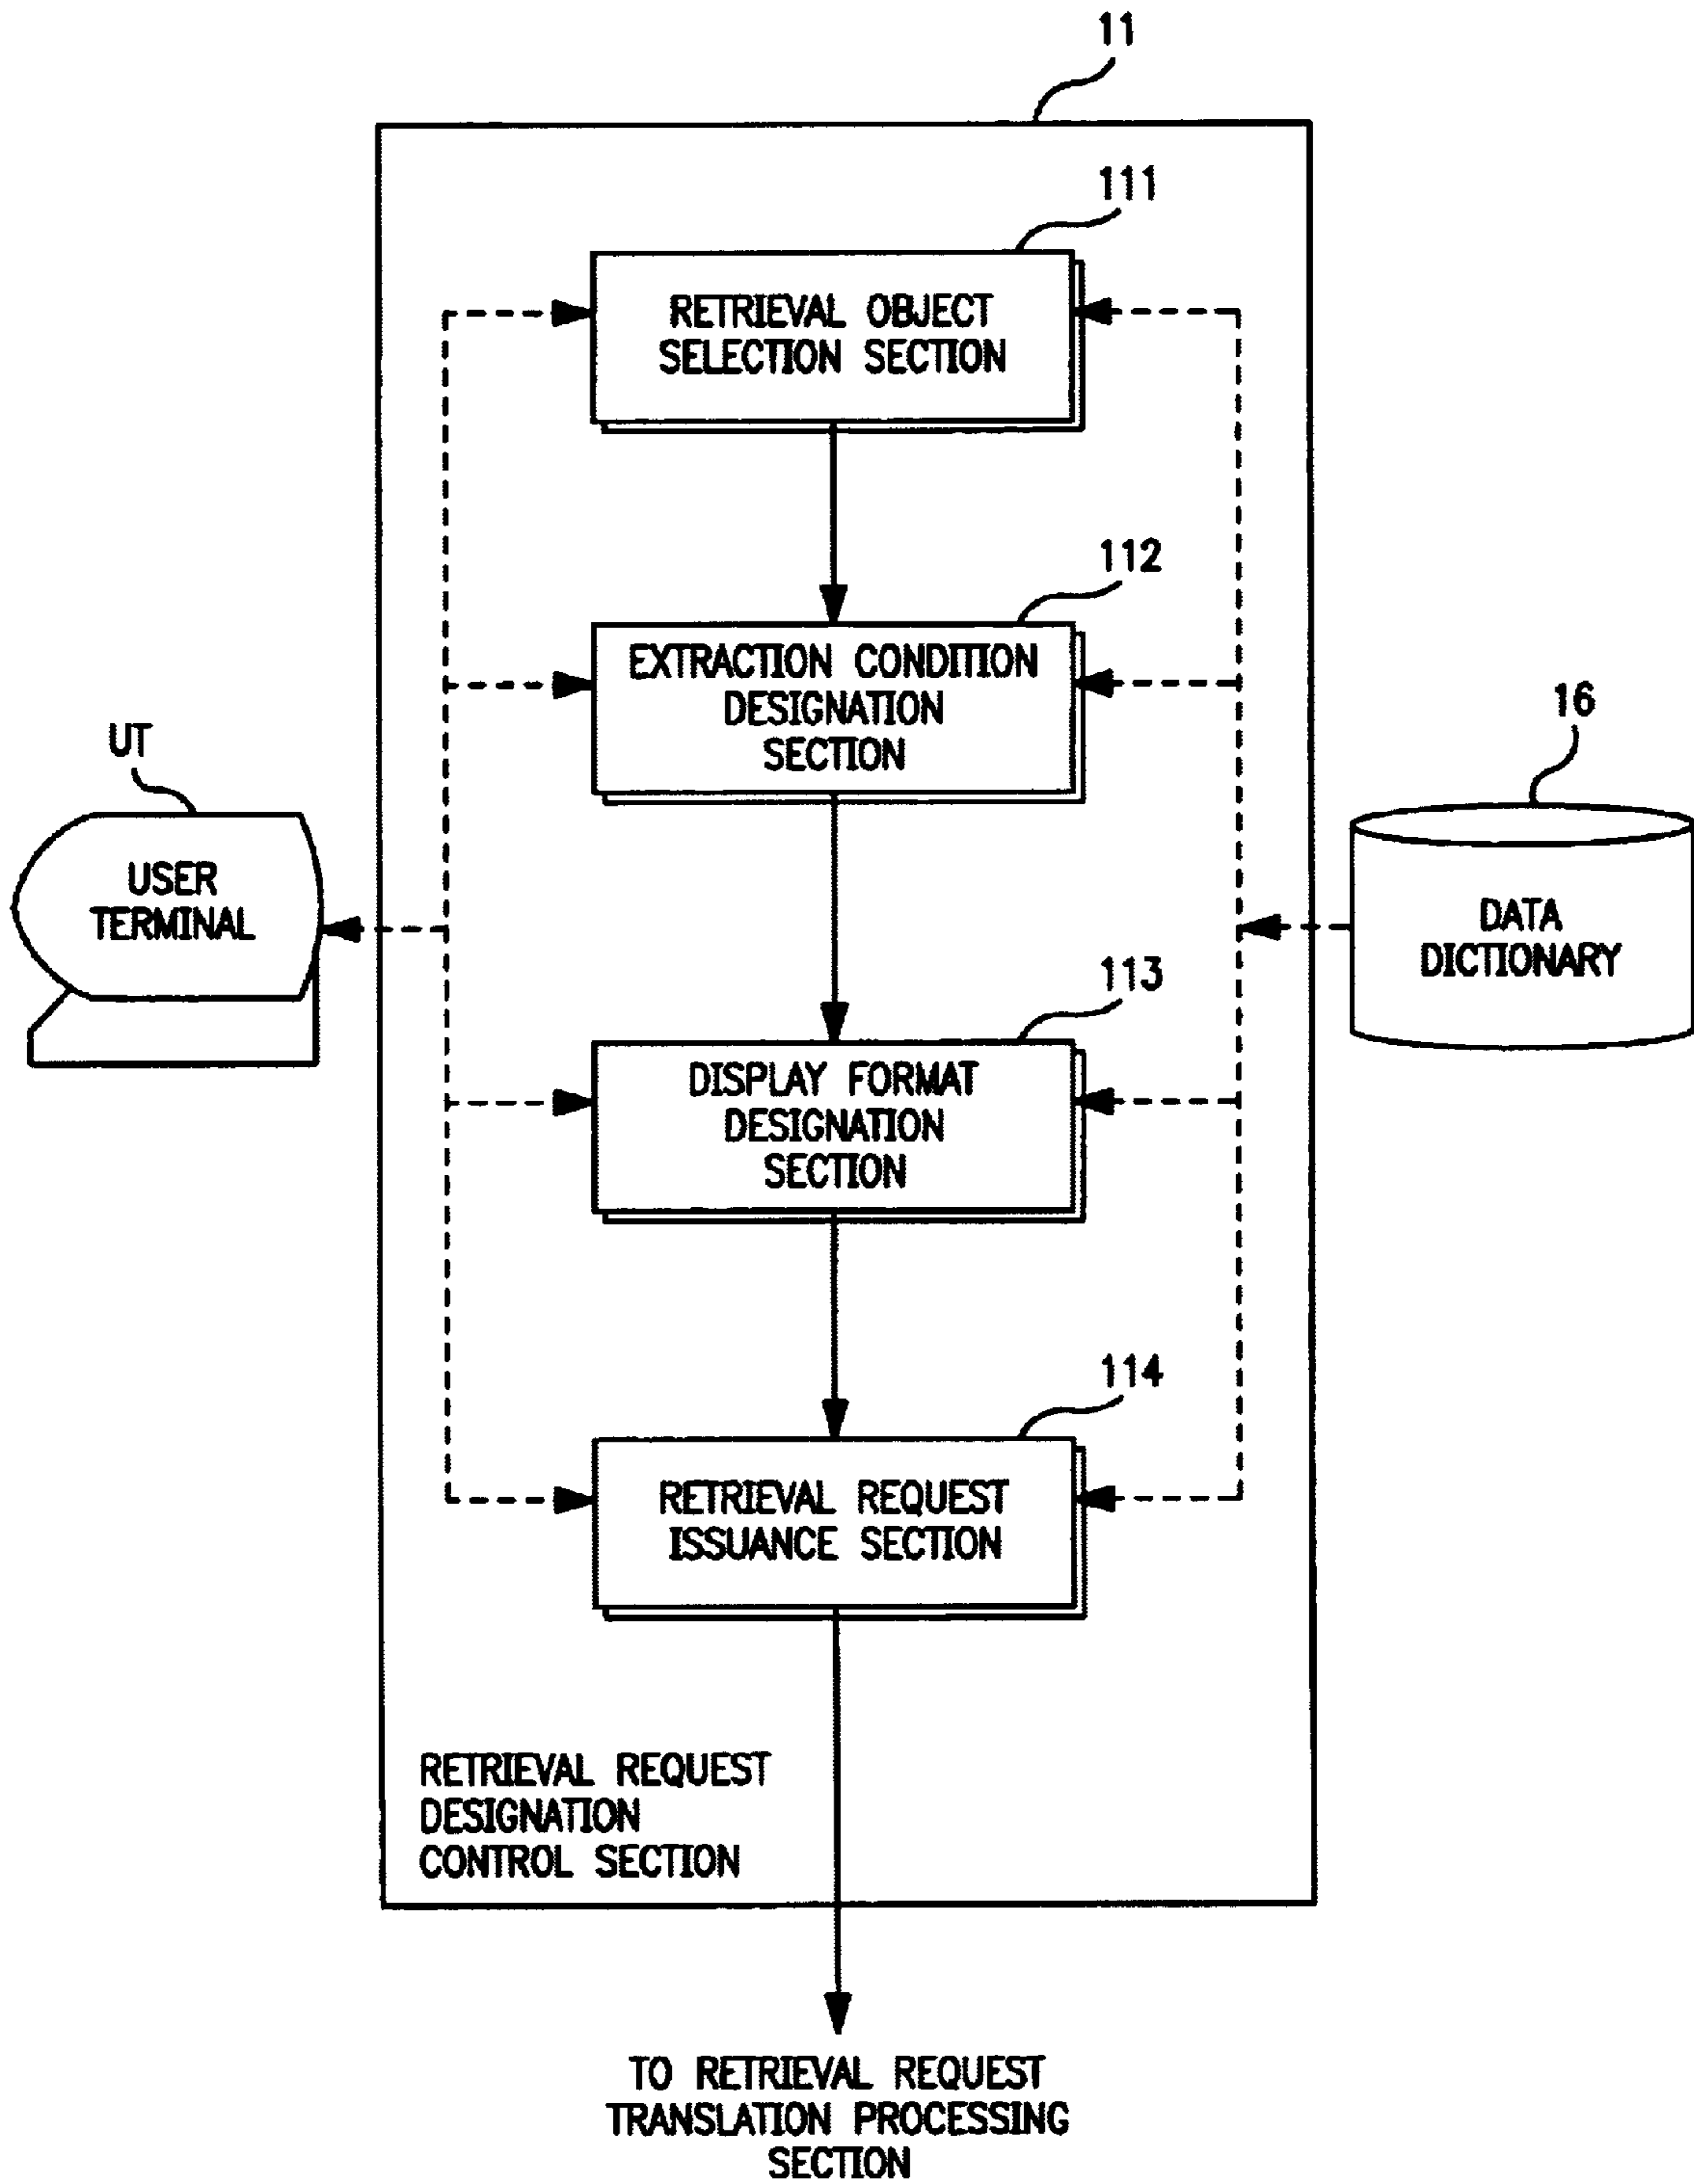 11
111
RETRIEVAL OBJECT
SELECTION SECTION
112
EXTRACTION CONDITION
DESIGNATION
SECTION
UT
USER
TERMINAL
16
DATA
DICTIONARY
113
DISPLAY FORMAT
DESIGNATION
SECTION
114
RETRIEVAL REQUEST
ISSUANCE SECTION
RETRIEVAL REQUEST
DESIGNATION
CONTROL SECTION
TO RETRIEVAL REQUEST
TRANSLATION PROCESSING
SECTION